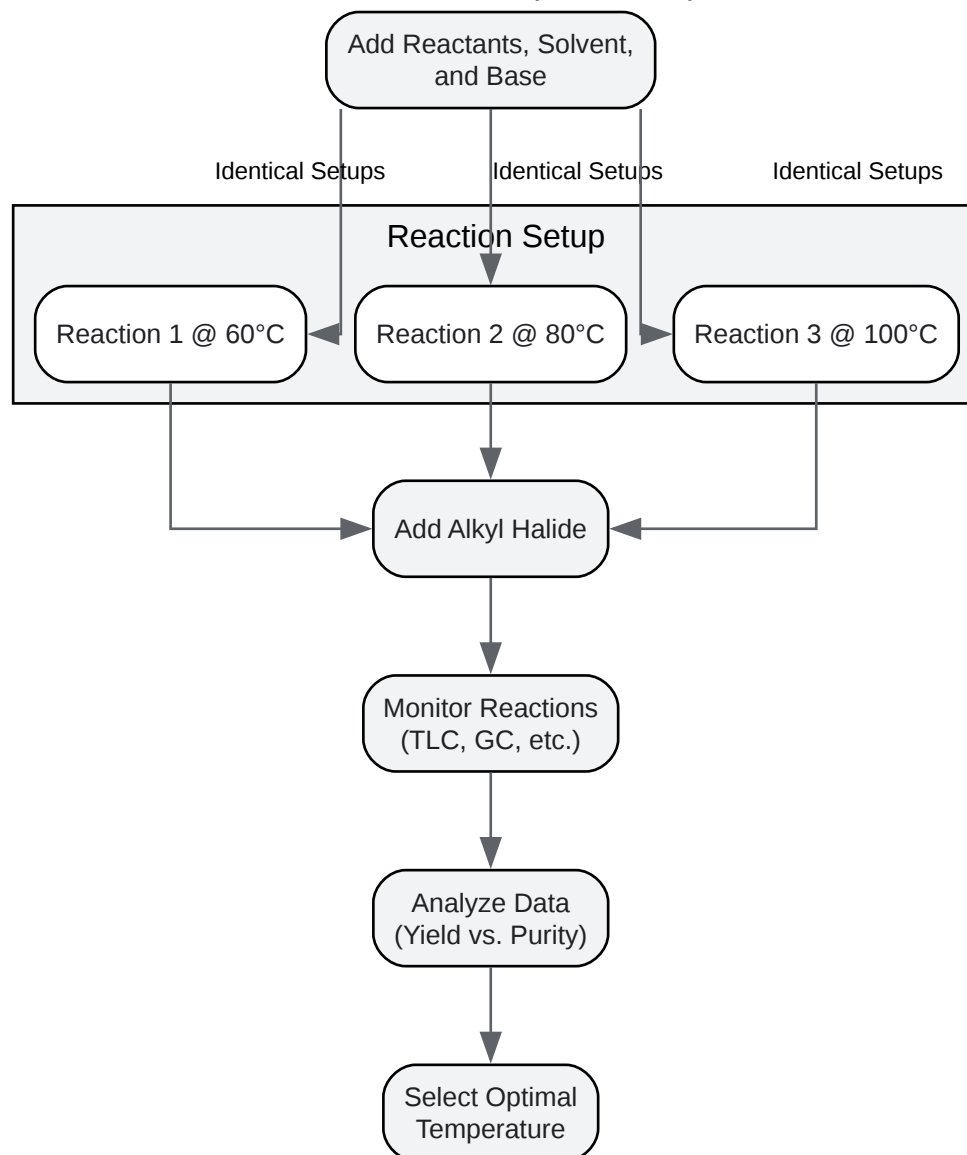 Add Reactants, Solvent,
and Base
Identical Setups
Identical Setups
Identical Setups
Reaction Setup
Reaction 1 @ 60°C
Reaction 2 @ 80°C
Reaction 3 @ 100°C
Add Alkyl Halide
Monitor Reactions
(TLC, GC, etc.)
Analyze Data
(Yield vs. Purity)
Select Optimal
Temperature